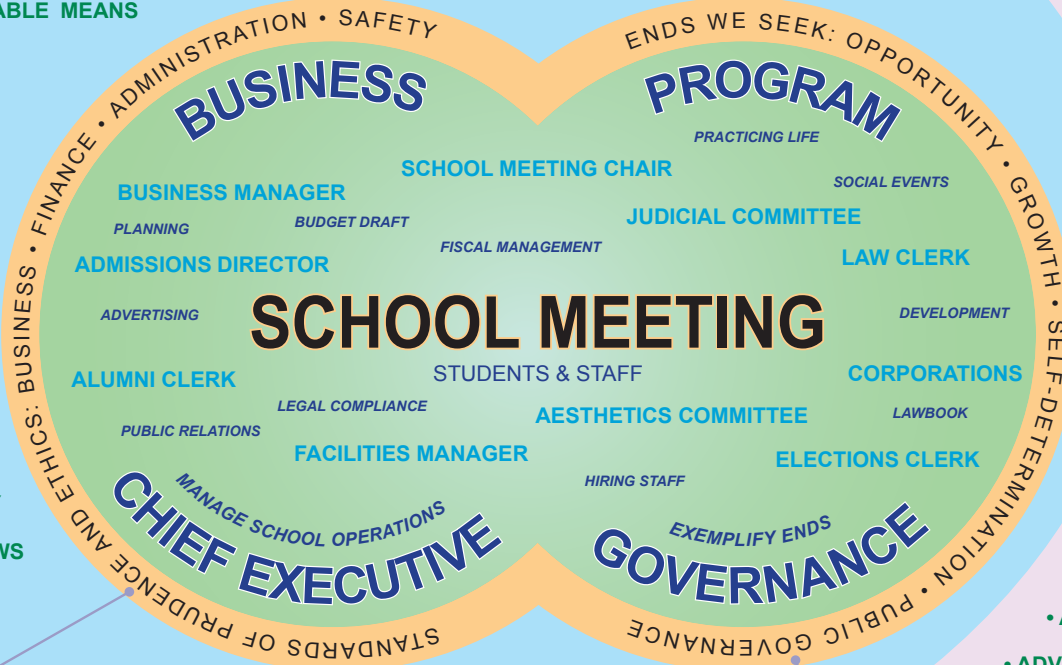 ABLE MEANS
STANDARDS OF PRUDENCE AND ETHICS: BUSINESS • FINANCE • ADMINISTRATION • SAFETY
ENDS WE SEEK: OPPORTUNITY • GROWTH • SELF-DETERMINATION • PUBLIC GOVERNANCE
BUSINESS
PROGRAM
PRACTICING LIFE
SCHOOL MEETING CHAIR
SOCIAL EVENTS
BUSINESS MANAGER
JUDICIAL COMMITTEE
BUDGET DRAFT
PLANNING
FISCAL MANAGEMENT
LAW CLERK
ADMISSIONS DIRECTOR
ADVERTISING
DEVELOPMENT
SCHOOL MEETING
STUDENTS & STAFF
ALUMNI CLERK
CORPORATIONS
LEGAL COMPLIANCE
AESTHETICS COMMITTEE
LAWBOOK
PUBLIC RELATIONS
FACILITIES MANAGER
ELECTIONS CLERK
HIRING STAFF
MANAGE SCHOOL OPERATIONS
CHIEF EXECUTIVE
EXEMPLIFY ENDS
GOVERNANCE
WS
• ADV